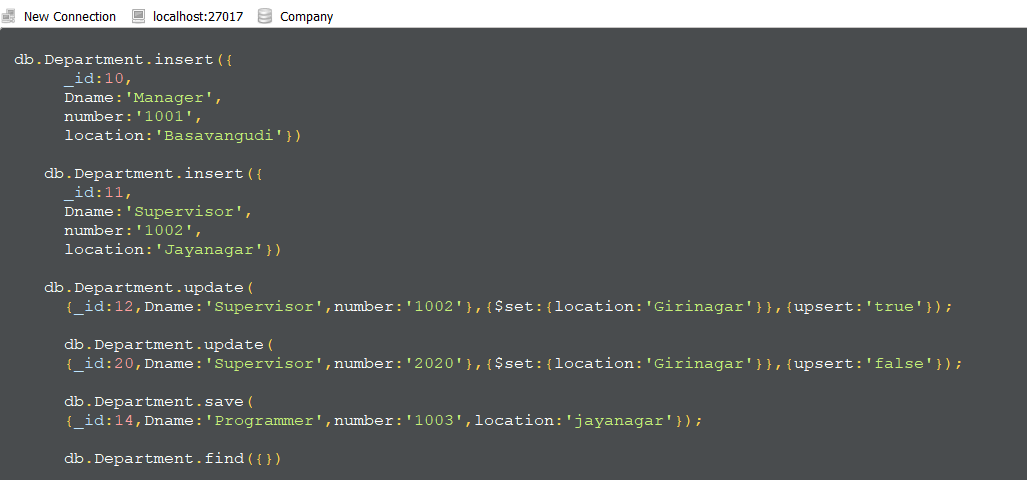 New Connection localhost:27017 Company
db.Department.insert({
_id:10,
Dname:'Manager',
number:'1001',
location:'Basavangudi'})
db.Department.insert({
_id:11,
Dname:'Supervisor',
number:'1002',
location:'Jayanagar'})
db.Department.update(
{_id:12,Dname:'Supervisor',number:'1002'},{$set:{location:'Girinagar'}},{upsert:'true'});
db.Department.update(
{_id:20,Dname:'Supervisor',number:'2020'},{$set:{location:'Girinagar'}},{upsert:'false'});
db.Department.save(
{_id:14,Dname:'Programmer',number:'1003',location:'jayanagar'});
db.Department.find({})